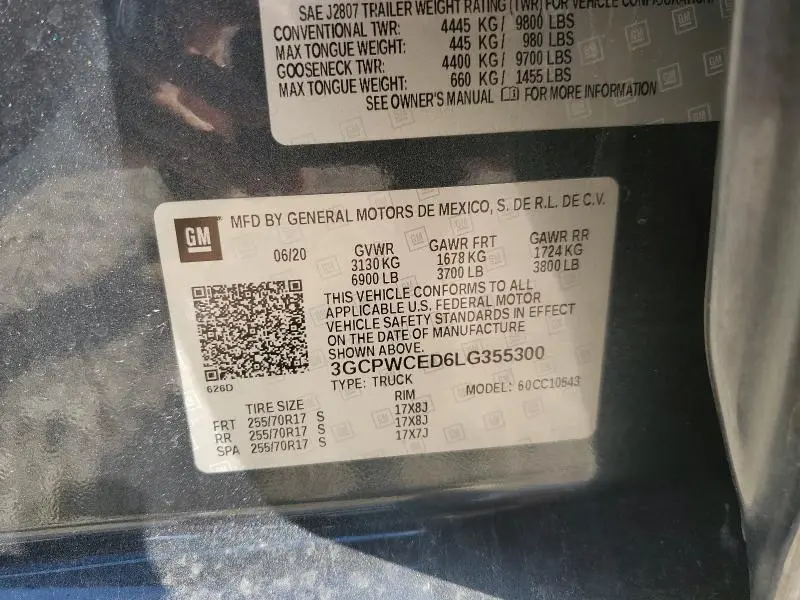 SAE J2807 TRAILER WEIGHT RATING (TWR) FOR VEHICLE CONFIGURATION.
CONVENTIONAL TWR: 4445 KG/ 9800 LBS
MAX TONGUE WEIGHT: 445 KG/ 980 LBS
GOOSENECK TWR: 4400 KG/ 9700 LBS
MAX TONGUE WEIGHT: 660 KG/ 1455 LBS
SEE OWNER'S MANUAL FOR MORE INFORMATION
GM MFD BY GENERAL MOTORS DE MEXICO, S. DE R.L. DE C.V.
06/20 GVWR GAWR FRT GAWR RR
3130 KG 1678 KG 1724 KG
6900 LB 3700 LB 3800 LB
THIS VEHICLE CONFORMS TO ALL
APPLICABLE U.S. FEDERAL MOTOR
VEHICLE SAFETY STANDARDS IN EFFECT
ON THE DATE OF MANUFACTURE
SHOWN ABOVE.
3GCPWCED6LG355300
626D TYPE: TRUCK MODEL: 60CC10543
TIRE SIZE RIM
FRT 255/70R17 S 17X8J
RR 255/70R17 S 17X8J
SPA 255/70R17 S 17X7J